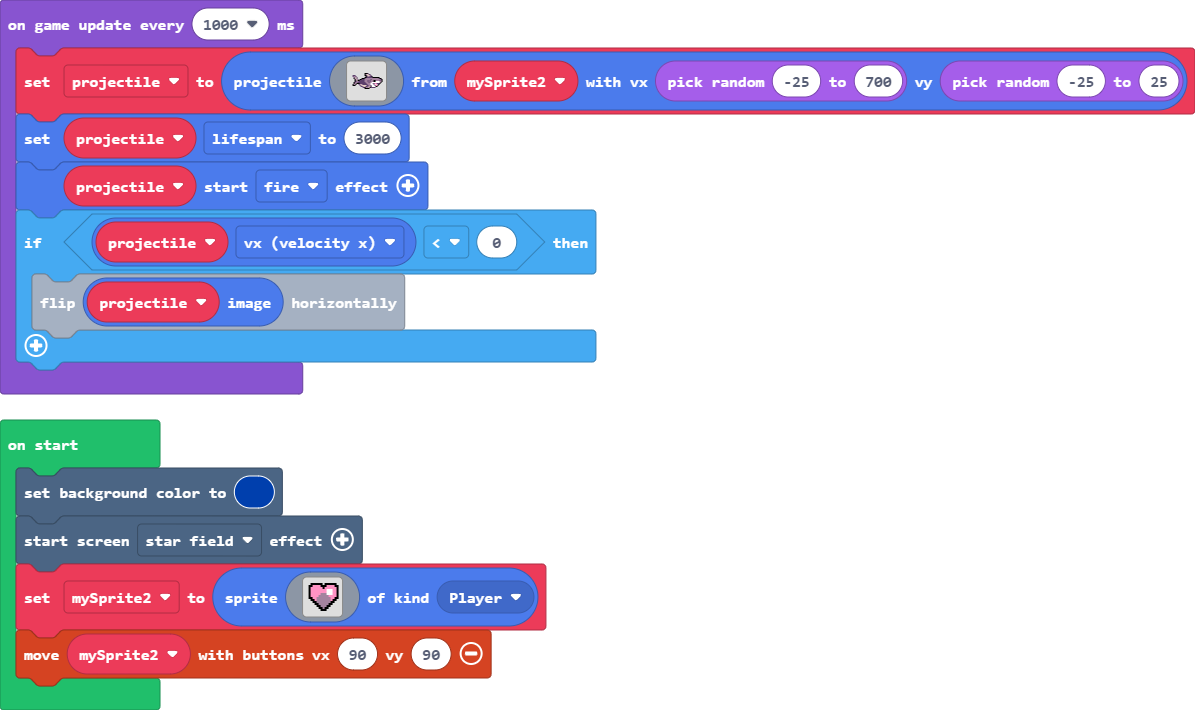 on game update every 1000 ms
set projectile to projectile from mySprite2 with vx pick random -25 to 700 vy pick random -25 to 25
set projectile lifespan to 3000
projectile start fire effect
if projectile vx (velocity x) < 0 then
flip projectile image horizontally
on start
set background color to
start screen star field effect
set mySprite2 to sprite of kind Player
move mySprite2 with buttons vx 90 vy 90